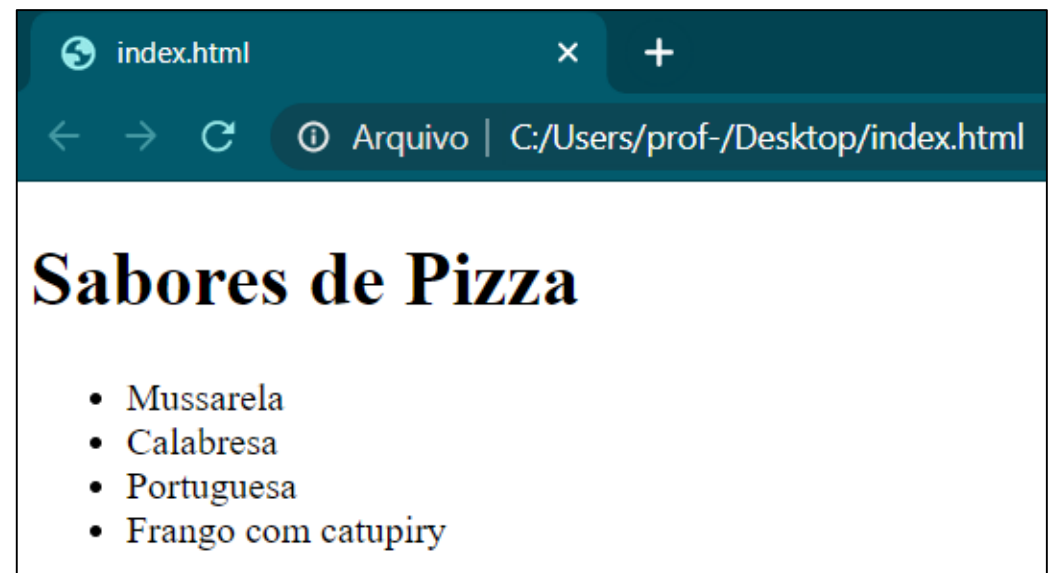 index.html
Arquivo | C:/Users/prof-/Desktop/index.html
Sabores de Pizza
• Mussarela
• Calabresa
• Portuguesa
• Frango com catupiry